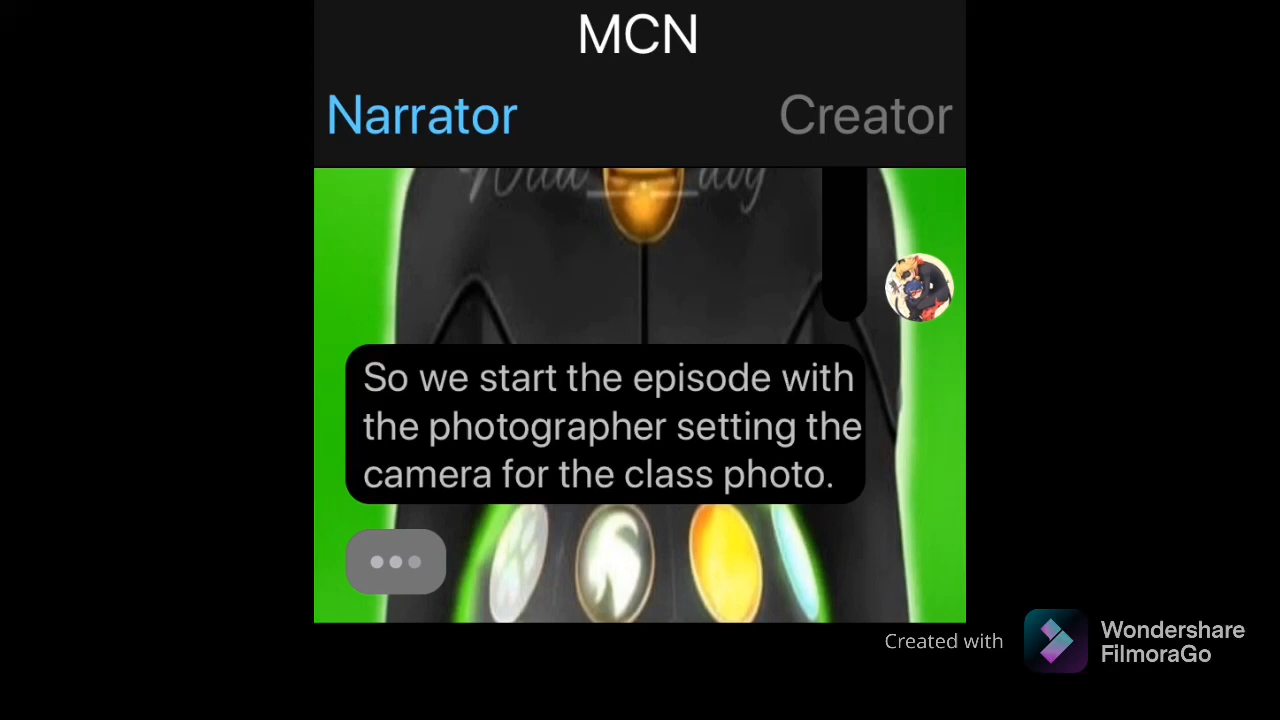 MCN
Narrator
Creator
So we start the episode with
the photographer setting the
camera for the class photo.
Created with
Wondershare
FilmoraGo